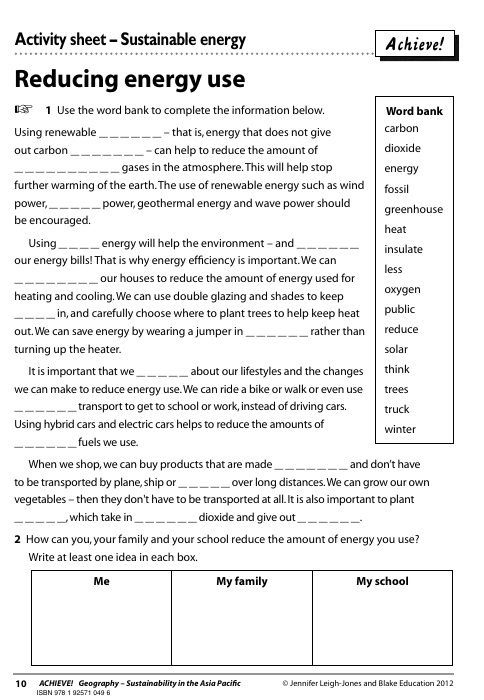 Activity sheet – Sustainable energy
Achieve!
Reducing energy use
1 Use the word bank to complete the information below.
Using renewable _ _ _ _ _ _ – that is, energy that does not give
out carbon _ _ _ _ _ _ _ – can help to reduce the amount of
_ _ _ _ _ _ _ _ _ _ gases in the atmosphere. This will help stop
further warming of the earth. The use of renewable energy such as wind
power, _ _ _ _ _ power, geothermal energy and wave power should
be encouraged.
Using _ _ _ _ energy will help the environment – and _ _ _ _ _ _
our energy bills! That is why energy efficiency is important. We can
_ _ _ _ _ _ _ _ our houses to reduce the amount of energy used for
heating and cooling. We can use double glazing and shades to keep
_ _ _ _ in, and carefully choose where to plant trees to help keep heat
out. We can save energy by wearing a jumper in _ _ _ _ _ _ rather than
turning up the heater.
It is important that we _ _ _ _ _ about our lifestyles and the changes
we can make to reduce energy use. We can ride a bike or walk or even use
_ _ _ _ _ _ transport to get to school or work, instead of driving cars.
Using hybrid cars and electric cars helps to reduce the amounts of
_ _ _ _ _ _ fuels we use.
Word bank
carbon
dioxide
energy
fossil
greenhouse
heat
insulate
less
oxygen
public
reduce
solar
think
trees
truck
winter
When we shop, we can buy products that are made _ _ _ _ _ _ _ and don't have
to be transported by plane, ship or _ _ _ _ _ over long distances. We can grow our own
vegetables – then they don't have to be transported at all. It is also important to plant
_ _ _ _ _, which take in _ _ _ _ _ _ dioxide and give out _ _ _ _ _ _.
2 How can you, your family and your school reduce the amount of energy you use?
Write at least one idea in each box.
Me My family My school
10 ACHIEVE! Geography – Sustainability in the Asia Pacific © Jennifer Leigh-Jones and Blake Education 2012
ISBN 978 1 92571 049 6